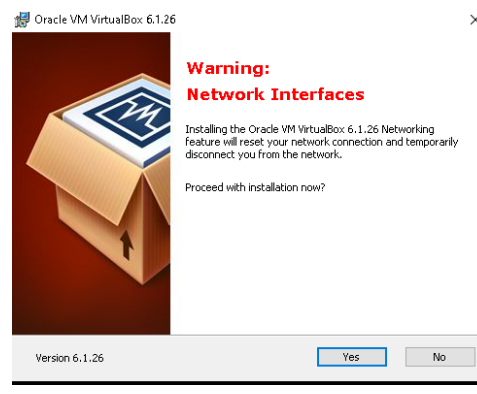 Oracle VM VirtualBox 6.1.26
Warning:
Network Interfaces
Installing the Oracle VM VirtualBox 6.1.26 Networking
feature will reset your network connection and temporarily
disconnect you from the network.
Proceed with installation now?
Version 6.1.26
Yes
No